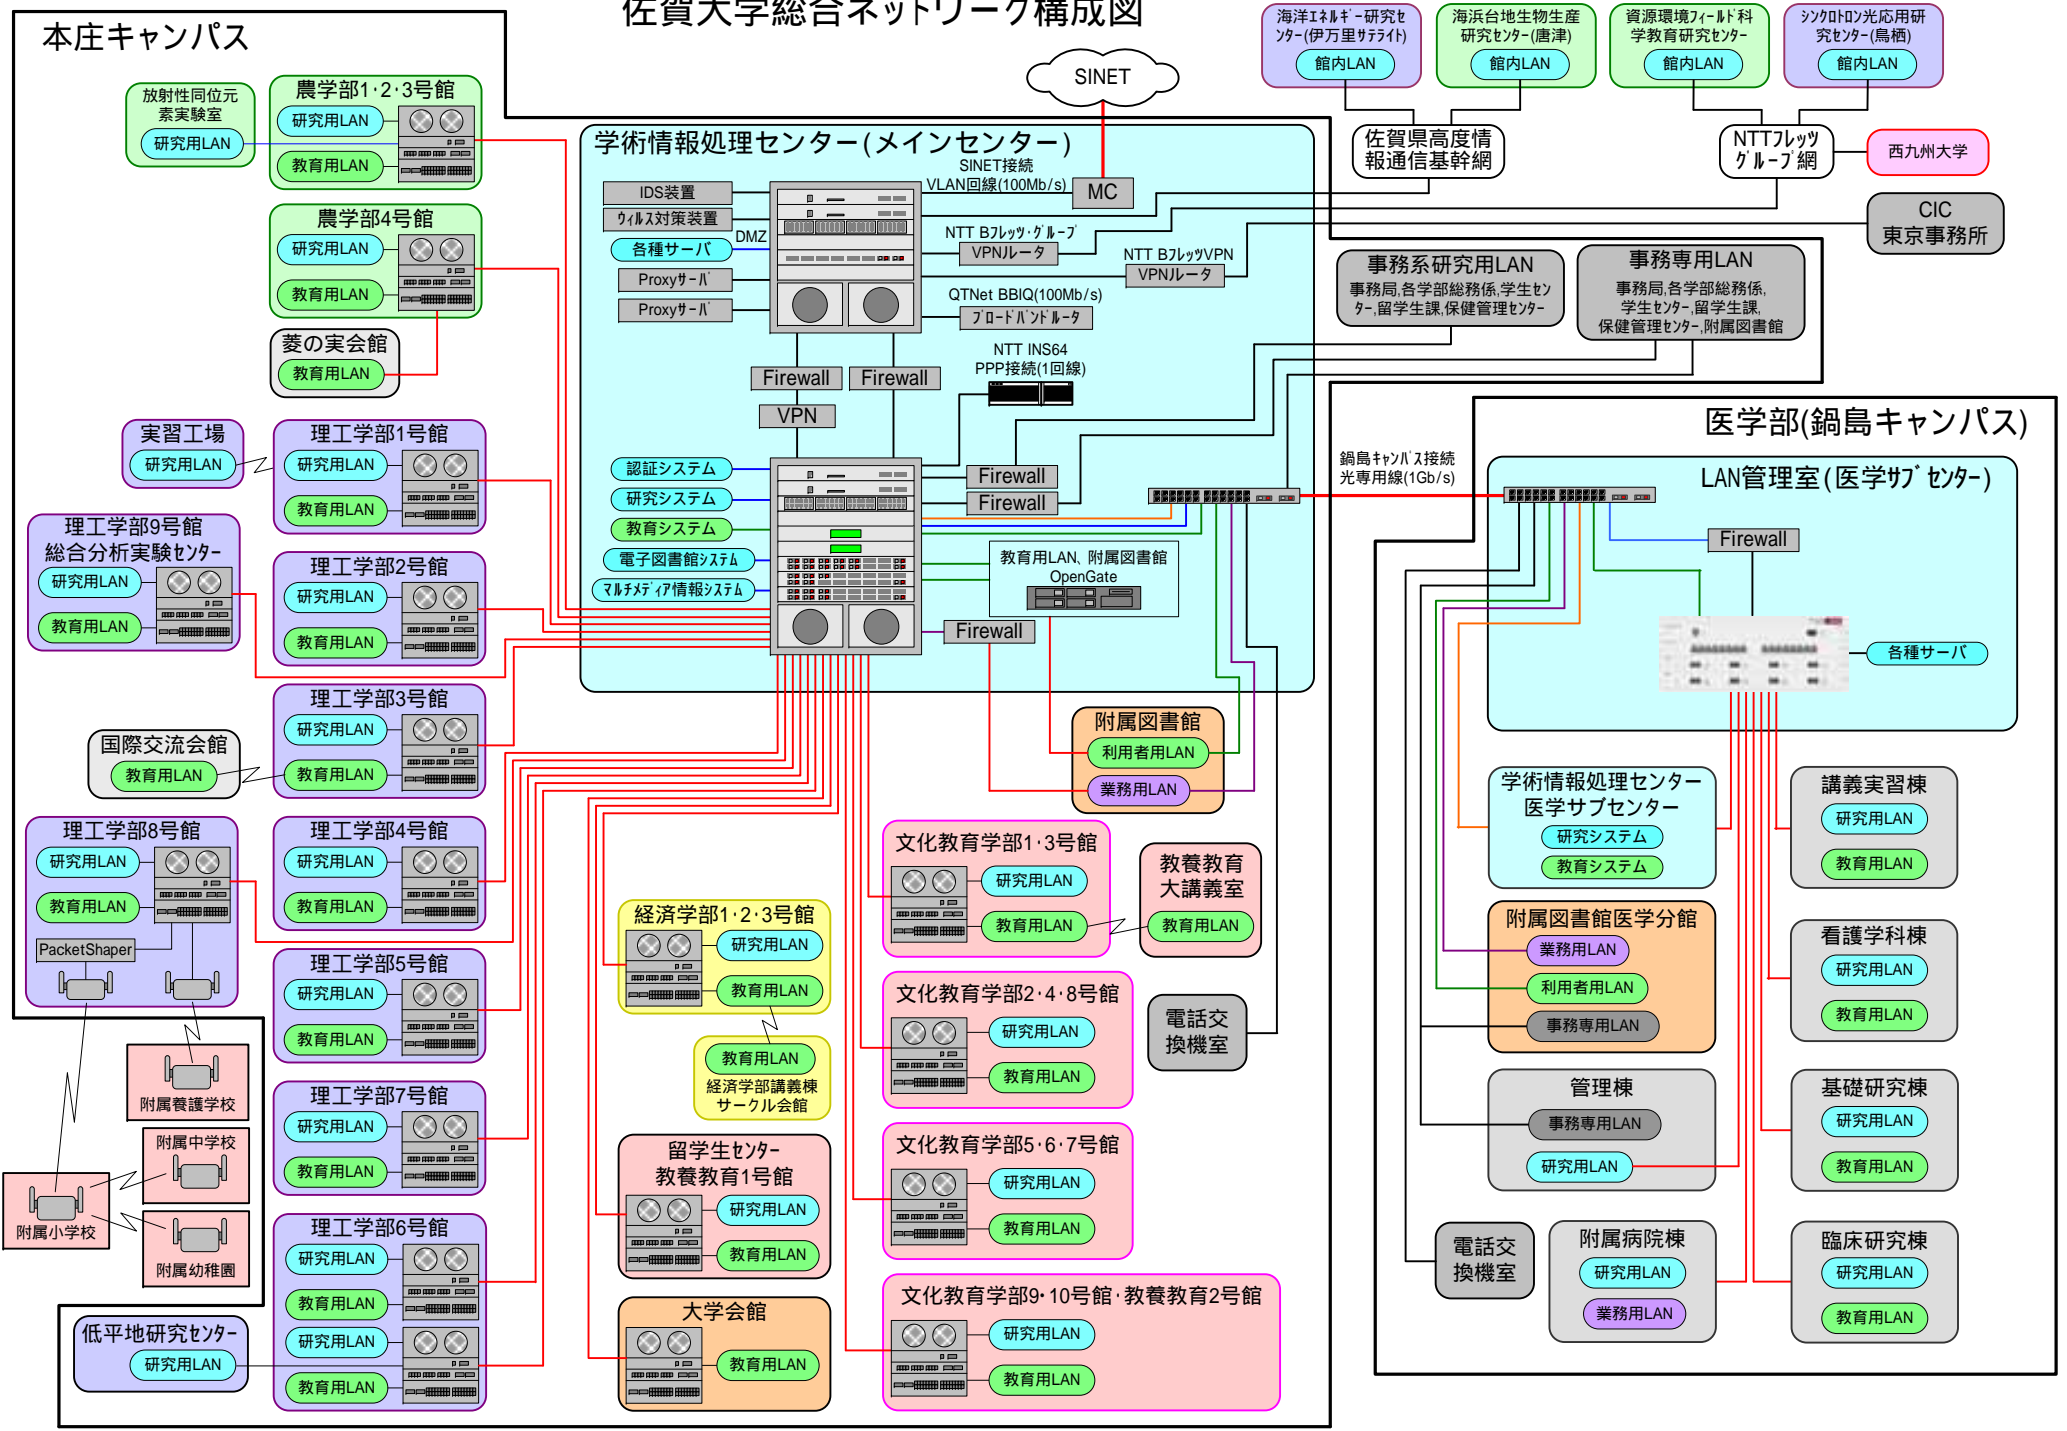 佐賀大学総合ネットワーク構成図
本庄キャンパス
農学部1·2·3号館
研究用LAN
教育用LAN
放射性同位元
素実験室
研究用LAN
農学部4号館
研究用LAN
教育用LAN
菱の実会館
教育用LAN
実習工場
研究用LAN
理工学部1号館
研究用LAN
教育用LAN
理工学部9号館
総合分析実験ｾﾝﾀｰ
研究用LAN
教育用LAN
理工学部2号館
研究用LAN
教育用LAN
理工学部3号館
研究用LAN
教育用LAN
国際交流会館
教育用LAN
理工学部8号館
研究用LAN
教育用LAN
PacketShaper
理工学部4号館
研究用LAN
教育用LAN
理工学部5号館
研究用LAN
教育用LAN
附属養護学校
附属中学校
附属小学校
附属幼稚園
理工学部7号館
研究用LAN
教育用LAN
理工学部6号館
研究用LAN
教育用LAN
研究用LAN
教育用LAN
低平地研究ｾﾝﾀｰ
研究用LAN
SINET
学術情報処理センター(メインセンター)
SINET接続
VLAN回線(100Mb/s)
MC
IDS装置
ｳｨﾙｽ対策装置
各種サーバ
DMZ
Proxyｻｰﾊﾞ
Proxyｻｰﾊﾞ
NTT Bﾌﾚｯﾂ·ｸﾞﾙｰﾌﾟ
VPNルータ
NTT BﾌﾚｯﾂVPN
VPNルータ
QTNet BBIQ(100Mb/s)
ﾌﾞﾛｰﾄﾞﾊﾞﾝﾄﾞﾙｰﾀ
NTT INS64
PPP接続(1回線)
Firewall
Firewall
VPN
認証システム
研究システム
教育システム
電子図書館ｼｽﾃﾑ
ﾏﾙﾁﾒﾃﾞｨｱ情報ｼｽﾃﾑ
Firewall
Firewall
教育用LAN、附属図書館
OpenGate
Firewall
附属図書館
利用者用LAN
業務用LAN
文化教育学部1·3号館
研究用LAN
教育用LAN
教養教育
大講義室
教育用LAN
経済学部1·2·3号館
研究用LAN
教育用LAN
教育用LAN
経済学部講義棟
サークル会館
文化教育学部2·4·8号館
研究用LAN
教育用LAN
電話交
換機室
留学生ｾﾝﾀｰ
教養教育1号館
研究用LAN
教育用LAN
文化教育学部5·6·7号館
研究用LAN
教育用LAN
大学会館
教育用LAN
文化教育学部9·10号館·教養教育2号館
研究用LAN
教育用LAN
海洋ｴﾈﾙｷﾞｰ研究ｾ
ﾝﾀｰ(伊万里ｻﾃﾗｲﾄ)
館内LAN
海浜台地生物生産
研究ｾﾝﾀｰ(唐津)
館内LAN
資源環境ﾌｨｰﾙﾄﾞ科
学教育研究ｾﾝﾀｰ
館内LAN
ｼﾝｸﾛﾄﾛﾝ光応用研
究ｾﾝﾀｰ(鳥栖)
館内LAN
佐賀県高度情
報通信基幹網
NTTﾌﾚｯﾂ
ｸﾞﾙｰﾌﾟ網
西九州大学
CIC
東京事務所
事務系研究用LAN
事務局,各学部総務係,学生ｾﾝ
ﾀｰ,留学生課,保健管理ｾﾝﾀｰ
事務専用LAN
事務局,各学部総務係,
学生ｾﾝﾀｰ,留学生課,
保健管理ｾﾝﾀｰ,附属図書館
鍋島ｷｬﾝﾊﾟｽ接続
光専用線(1Gb/s)
医学部(鍋島キャンパス)
LAN管理室(医学ｻﾌﾞｾﾝﾀｰ)
Firewall
各種サーバ
学術情報処理センター
医学サブセンター
研究システム
教育システム
附属図書館医学分館
業務用LAN
利用者用LAN
事務専用LAN
管理棟
事務専用LAN
研究用LAN
電話交
換機室
附属病院棟
研究用LAN
業務用LAN
講義実習棟
研究用LAN
教育用LAN
看護学科棟
研究用LAN
教育用LAN
基礎研究棟
研究用LAN
教育用LAN
臨床研究棟
研究用LAN
教育用LAN